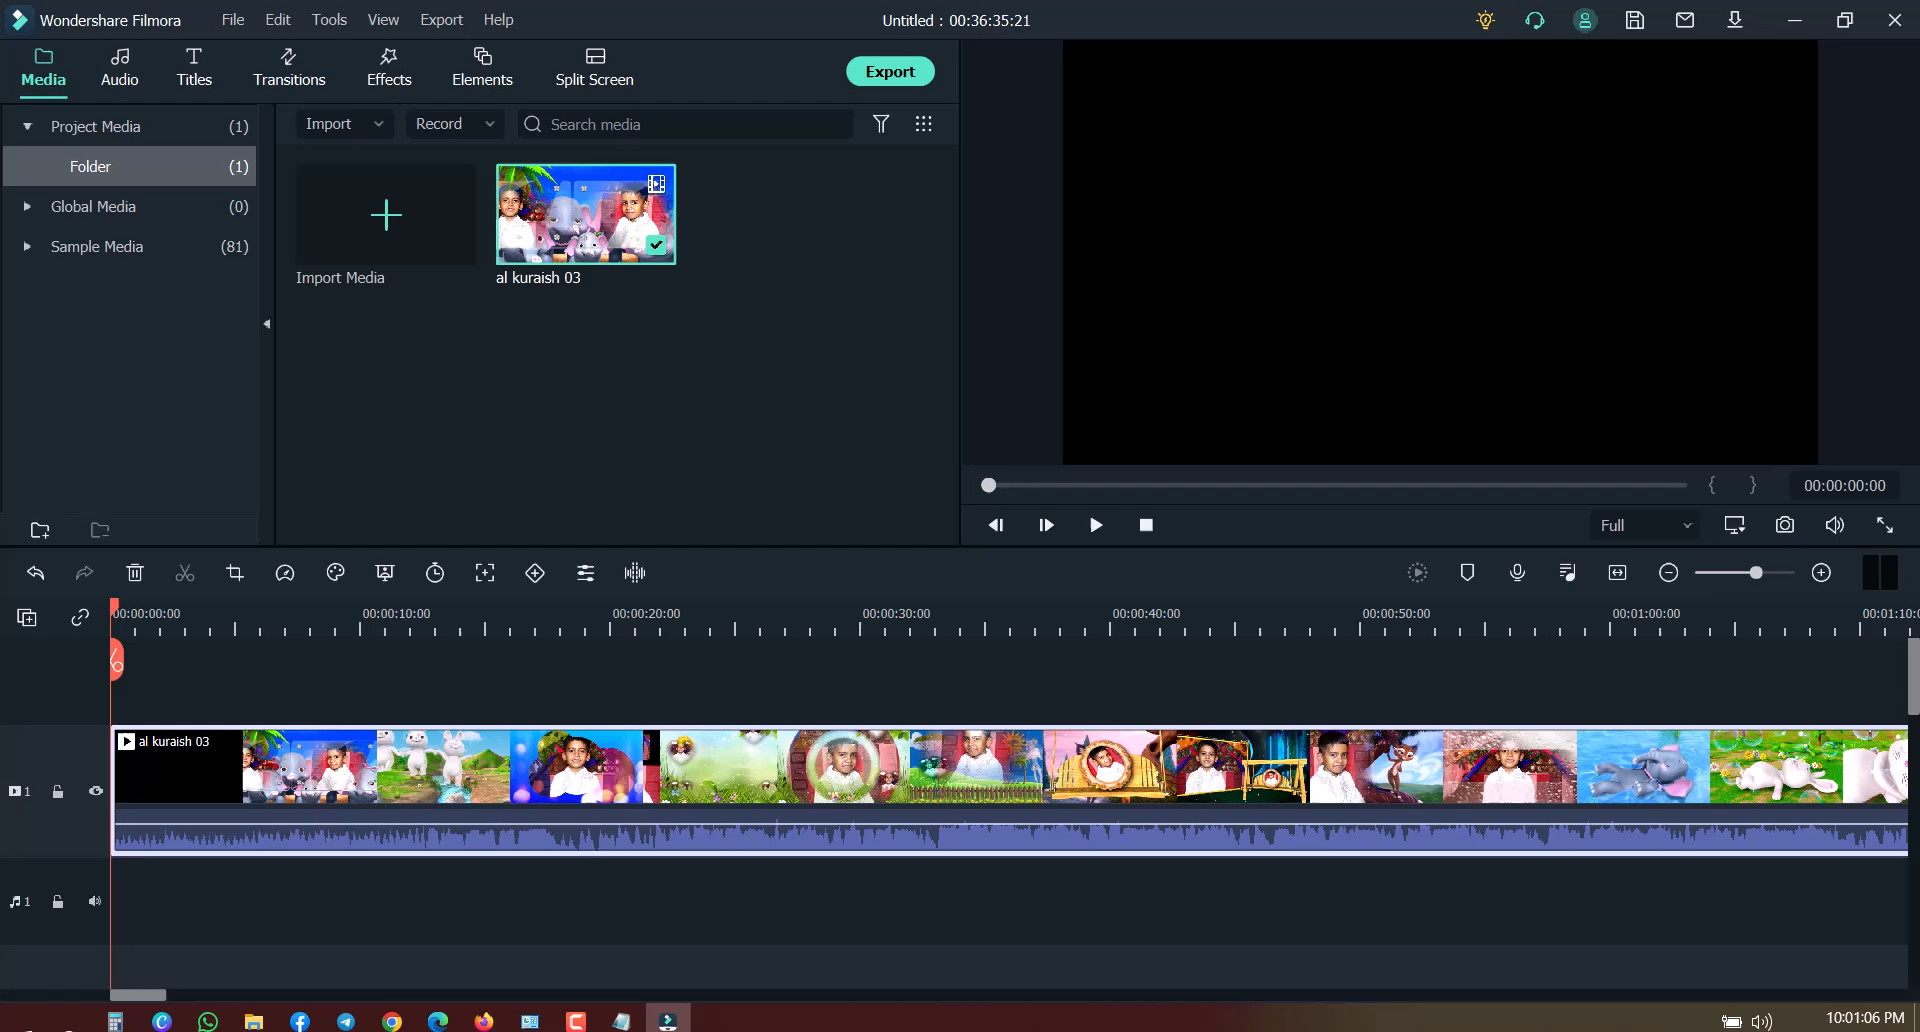 Wondershare Filmora
File
Edit
Tools
View
Export
Help
Untitled : 00:36:35:21
Media
Audio
Titles
Transitions
Effects
Elements
Split Screen
Export
Project Media (1)
Folder (1)
Global Media (0)
Sample Media (81)
Import
Record
Search media
Import Media
al kuraish 03
00:00:00:00
Full
00:00:00:00
00:00:10:00
00:00:20:00
00:00:30:00
00:00:40:00
00:00:50:00
00:01:00:00
00:01:10:0
al kuraish 03
1
1
10:01:06 PM